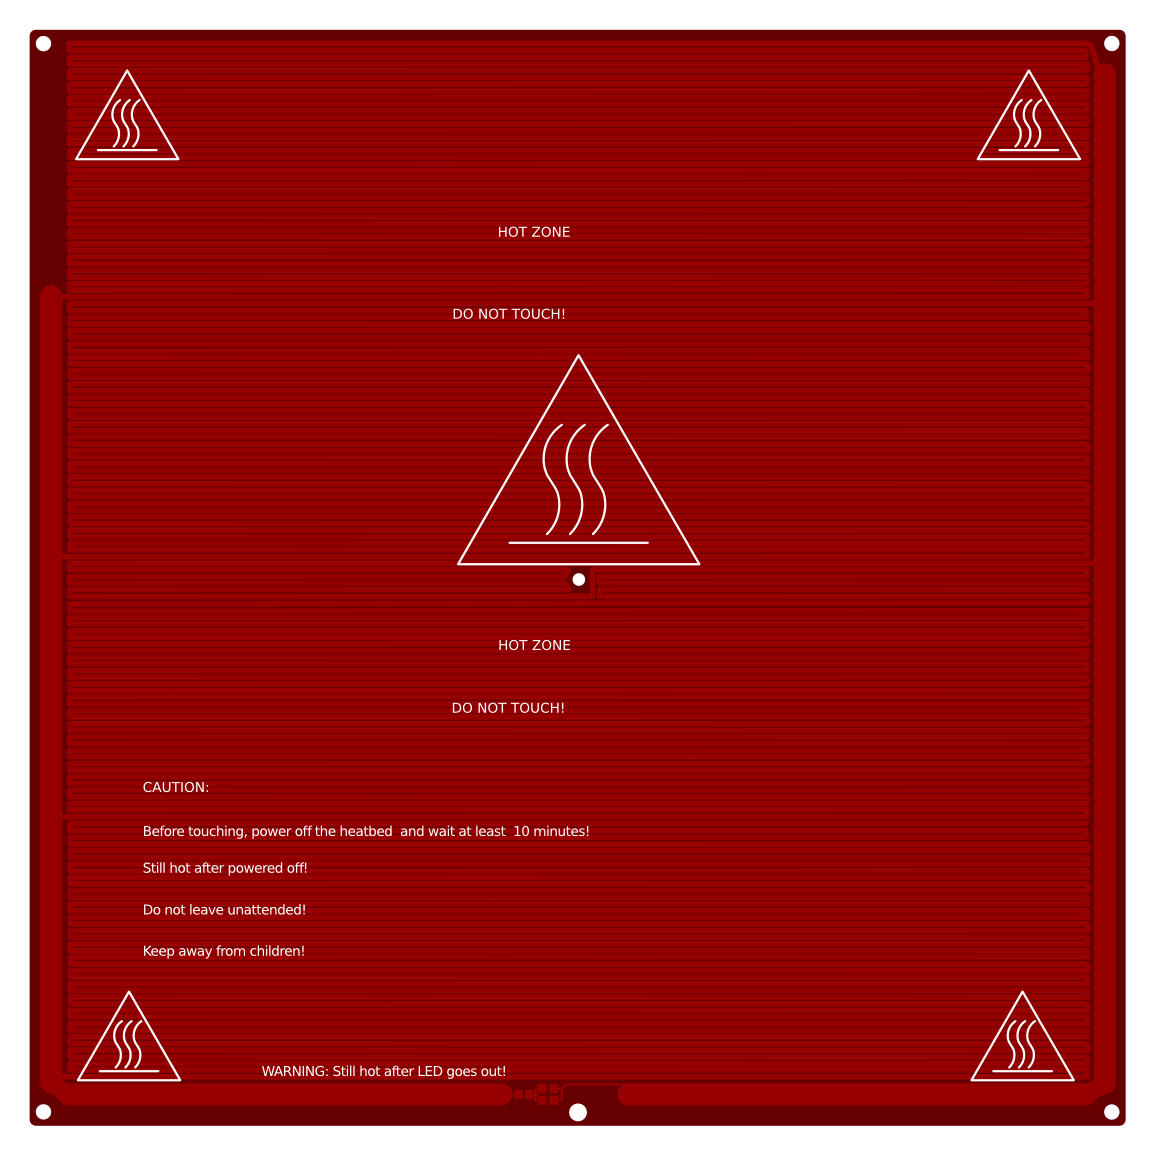 HOT ZONE
DO NOT TOUCH!
HOT ZONE
DO NOT TOUCH!
CAUTION:
Before touching, power off the heatbed  and wait at least  10 minutes!
Still hot after powered off!
Do not leave unattended!
Keep away from children!
WARNING: Still hot after LED goes out!